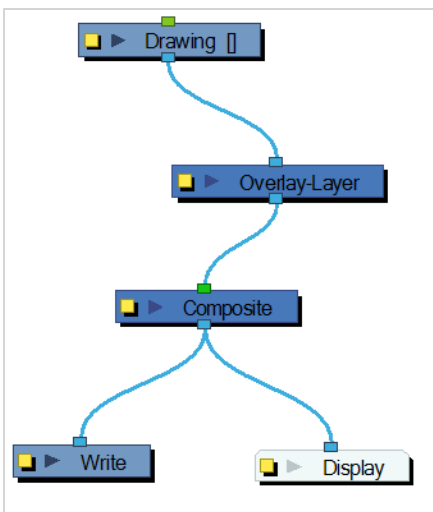 Drawing []
Overlay-Layer
Composite
Write
Display